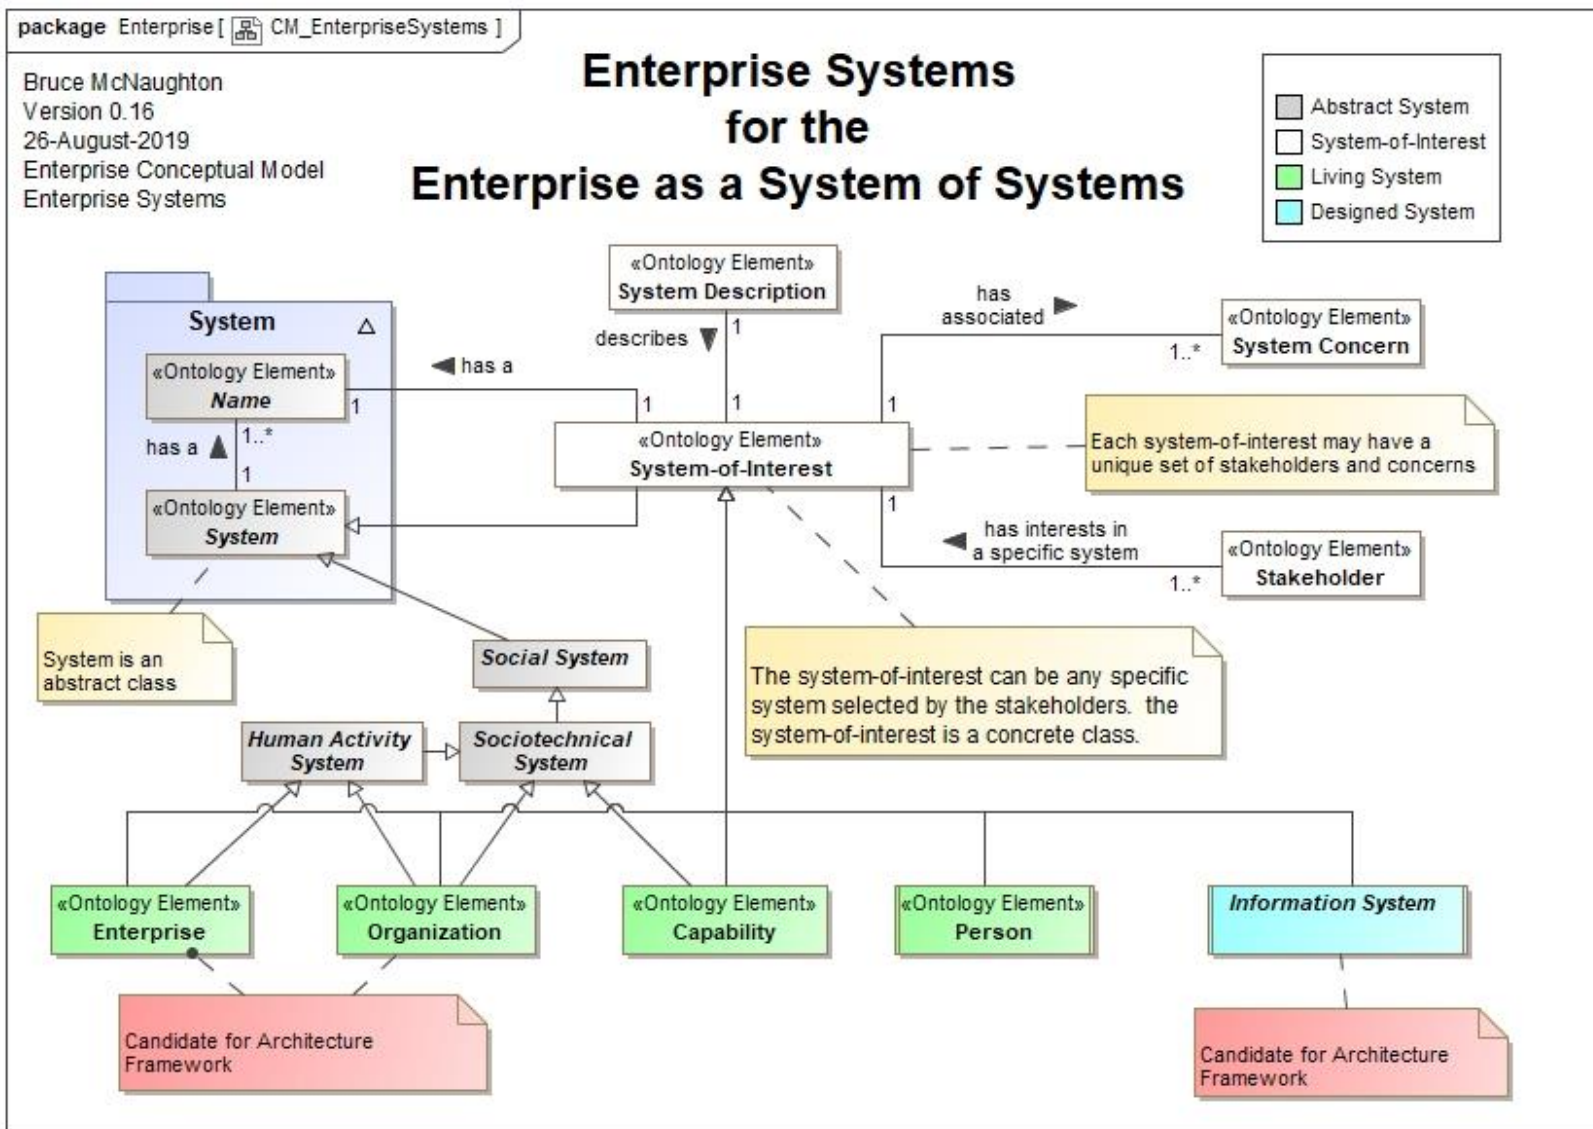 package Enterprise [ CM_EnterpriseSystems ]
Bruce McNaughton
Version 0.16
26-August-2019
Enterprise Conceptual Model
Enterprise Systems
Enterprise Systems
for the
Enterprise as a System of Systems
Abstract System
System-of-Interest
Living System
Designed System
System
«Ontology Element»
Name
1
1..*
has a
1
«Ontology Element»
System
has a
1
«Ontology Element»
System Description
describes
1
1
«Ontology Element»
System-of-Interest
has
associated
1..*
1
«Ontology Element»
System Concern
Each system-of-interest may have a
unique set of stakeholders and concerns
1
has interests in
a specific system
1..*
«Ontology Element»
Stakeholder
System is an
abstract class
The system-of-interest can be any specific
system selected by the stakeholders.  the
system-of-interest is a concrete class.
Social System
Human Activity
System
Sociotechnical
System
«Ontology Element»
Enterprise
«Ontology Element»
Organization
«Ontology Element»
Capability
«Ontology Element»
Person
Information System
Candidate for Architecture
Framework
Candidate for Architecture
Framework